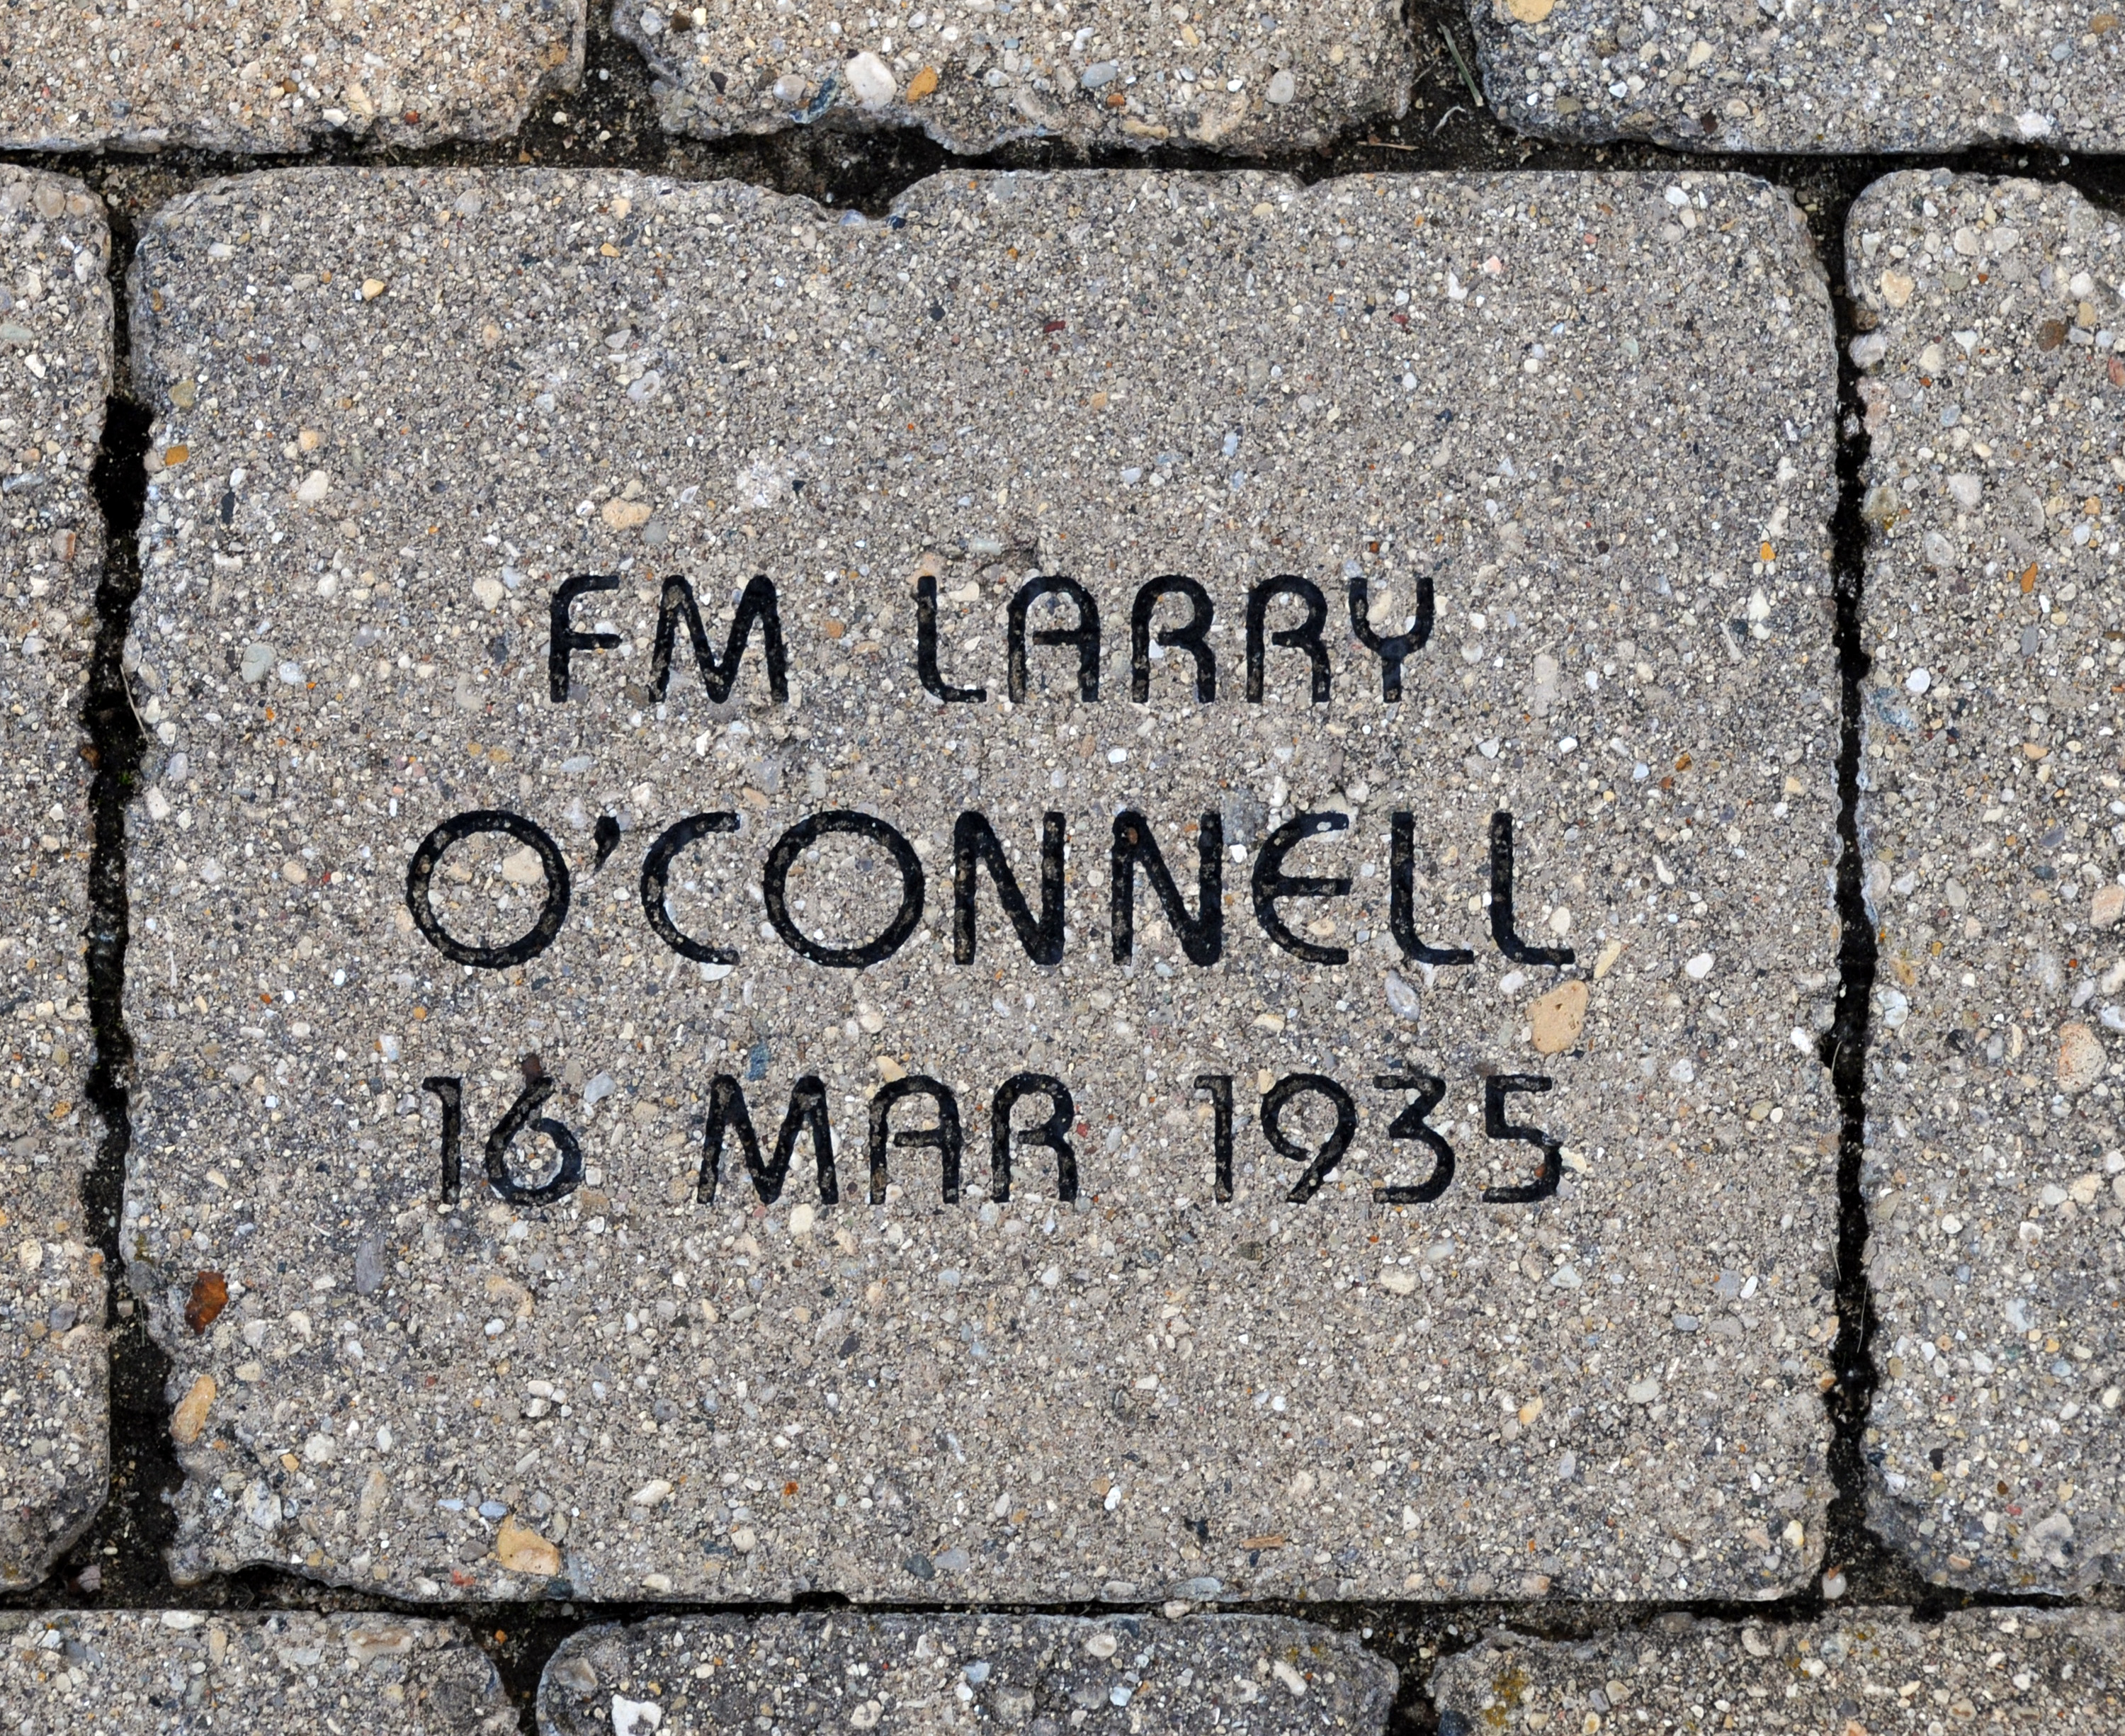 FM LARRY
O'CONNELL
16 MAR 1935